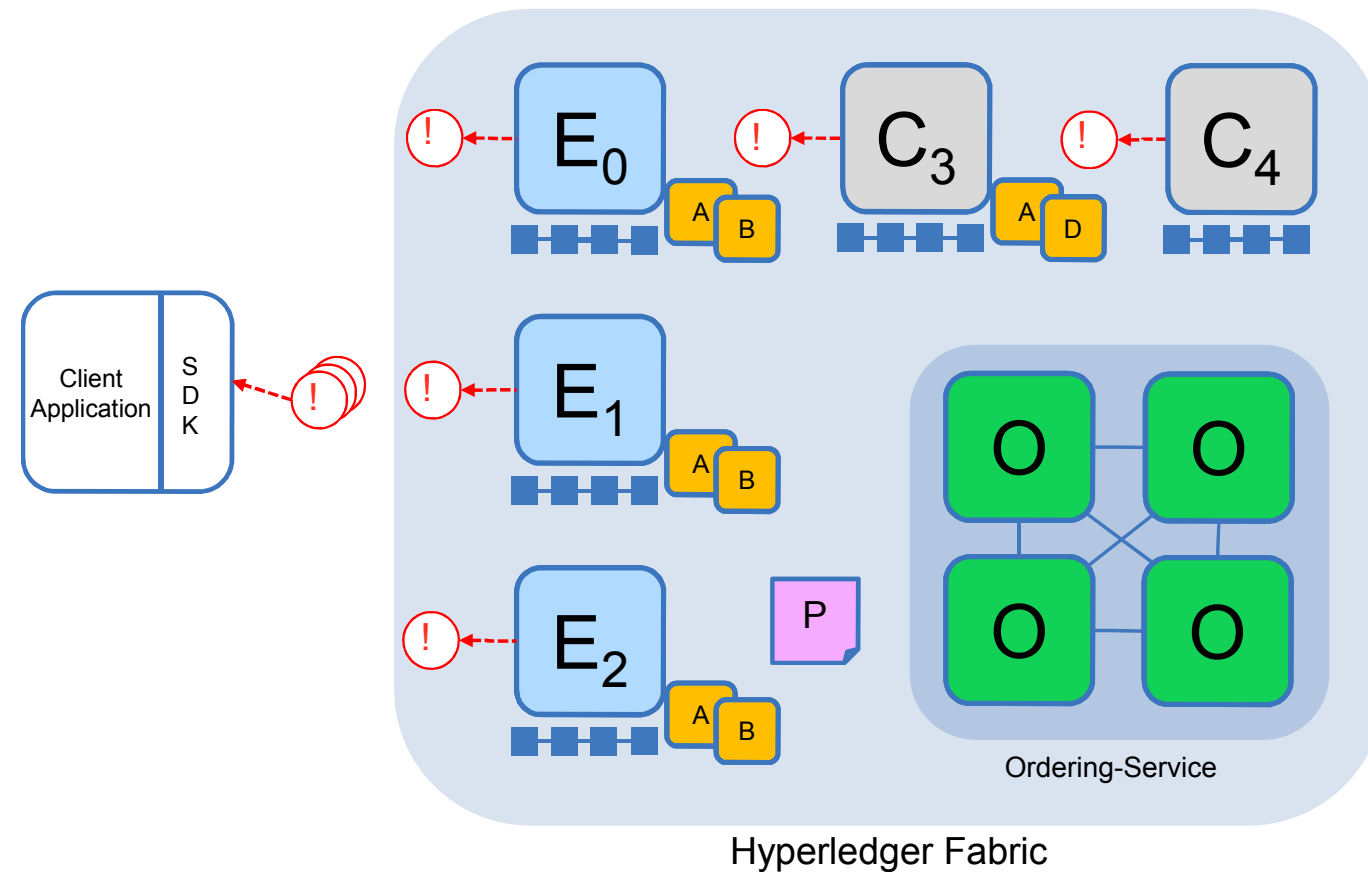 ! E0 ! C3 ! C4
A B
A D
Client Application
S
D
K
!
! E1
A B
O O
! E2
P
O O
A B
Ordering-Service
Hyperledger Fabric